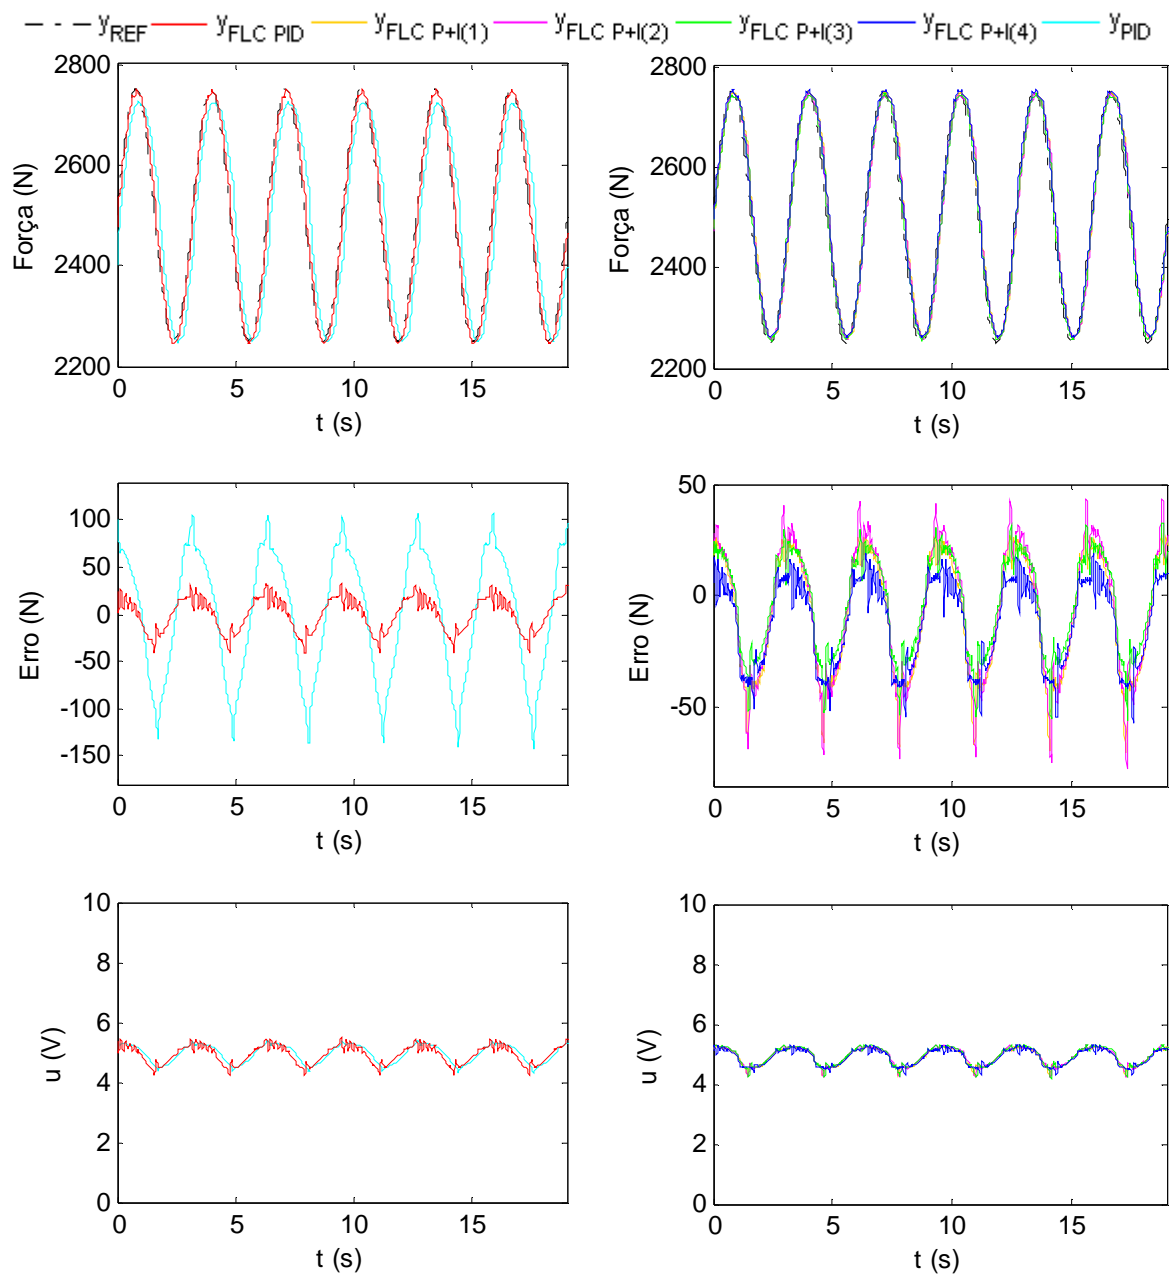 y_REF y_FLC PID y_FLC P+I(1) y_FLC P+I(2) y_FLC P+I(3) y_FLC P+I(4) y_PID
2800
2600
2400
2200
Força (N)
0 5 10 15
t (s)
2800
2600
2400
2200
Força (N)
0 5 10 15
t (s)
100
50
0
-50
-100
-150
Erro (N)
0 5 10 15
t (s)
50
0
-50
Erro (N)
0 5 10 15
t (s)
10
8
6
4
2
0
u (V)
0 5 10 15
t (s)
10
8
6
4
2
0
u (V)
0 5 10 15
t (s)